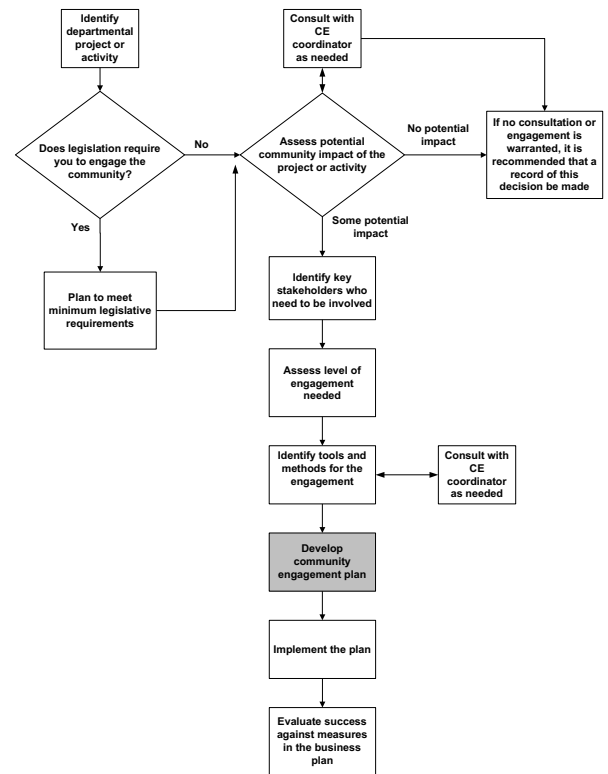 Identify
departmental
project or
activity
Consult with
CE
coordinator
as needed
Does legislation require
you to engage the
community?
No
Assess potential
community impact of the
project or activity
No potential
impact
If no consultation or
engagement is
warranted, it is
recommended that a
record of this
decision be made
Yes
Some potential
impact
Plan to meet
minimum legislative
requirements
Identify key
stakeholders who
need to be involved
Assess level of
engagement
needed
Identify tools and
methods for the
engagement
Consult with
CE
coordinator
as needed
Develop
community
engagement plan
Implement the plan
Evaluate success
against measures
in the business
plan